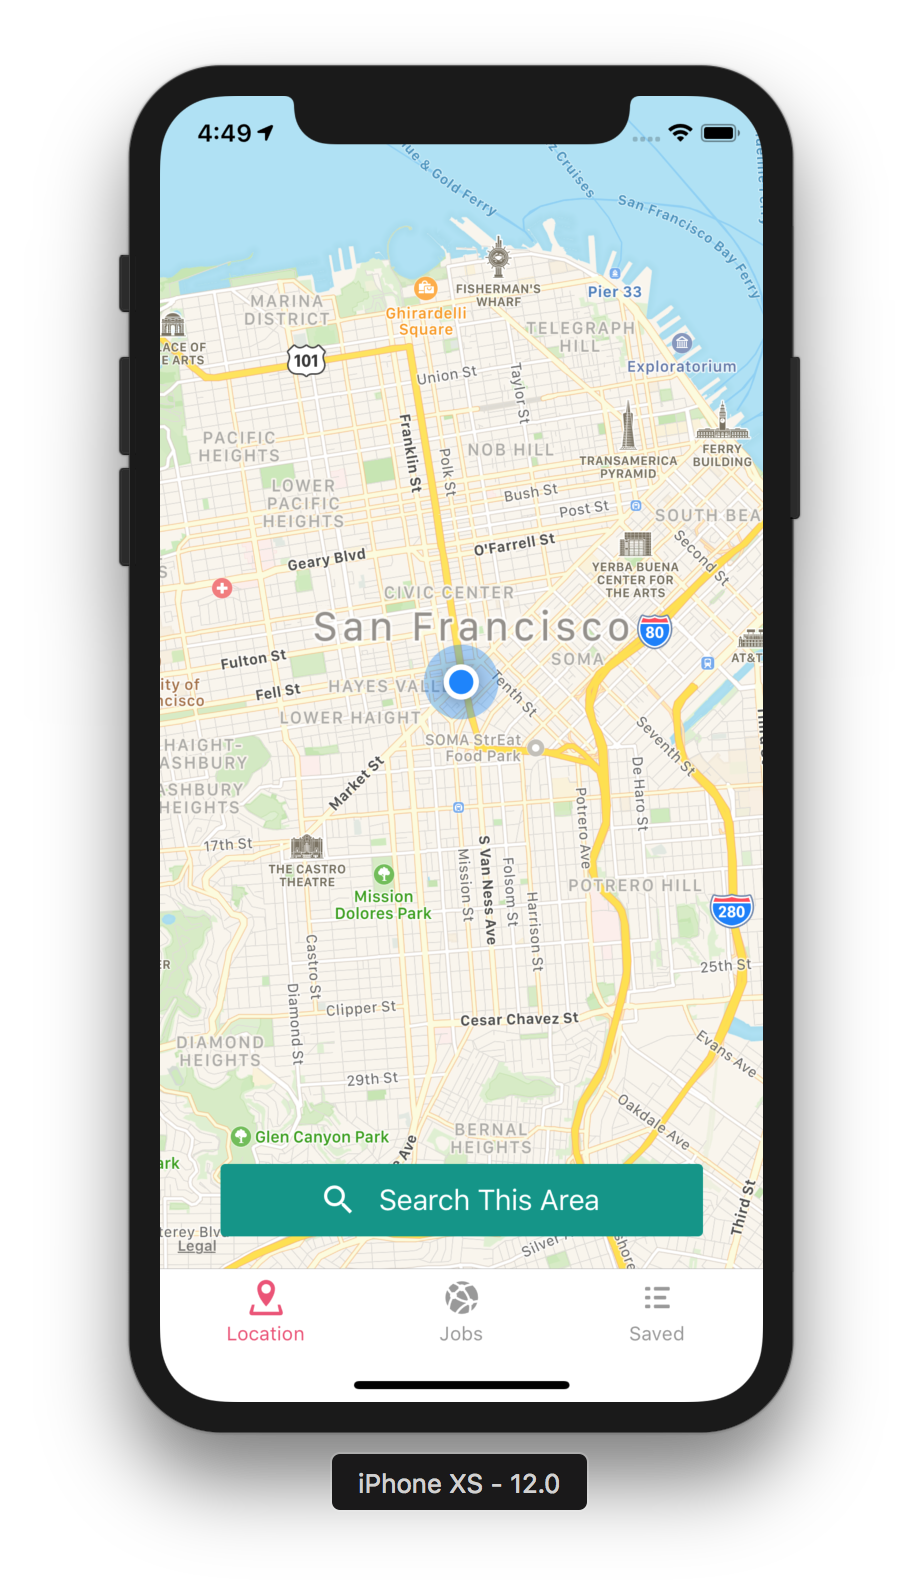 4:49
ue & Gold Ferry
z Cruises
San Francisco Bay Ferry
FISHERMAN'S
WHARF
Pier 33
MARINA
DISTRICT
Ghirardelli
Square
TELEGRAPH
HILL
LACE OF
E ARTS
101
Exploratorium
Union St
Taylor St
Franklin St
Polk St
PACIFIC
HEIGHTS
NOB HILL
TRANSAMERICA
PYRAMID
FERRY
BUILDING
LOWER
PACIFIC
HEIGHTS
Bush St
Post St
SOUTH BEA
Geary Blvd
O'Farrell St
Second St
YERBA BUENA
CENTER FOR
THE ARTS
S
CIVIC CENTER
San Francisco
80
SOMA
AT&T
Fulton St
ity of
ncisco
Fell St
HAYES VALL
Tenth St
LOWER HAIGHT
Third
HAIGHT-
ASHBURY
SOMA StrEat
Food Park
Seventh St
ASHBURY
HEIGHTS
Market St
De Haro St
Potrero Ave
17th St
THE CASTRO
THEATRE
Mission
Dolores Park
Mission St
S Van Ness Ave
Folsom St
Harrison St
POTRERO HILL
280
ER
Castro St
25th St
Diamond St
Clipper St
Cesar Chavez St
DIAMOND
HEIGHTS
Evans Ave
29th St
Oakdale Ave
Glen Canyon Park
ark
e Ave
BERNAL
HEIGHTS
Third St
Search This Area
terey Blv
Legal
Silver
shore
Location
Jobs
Saved
iPhone XS - 12.0